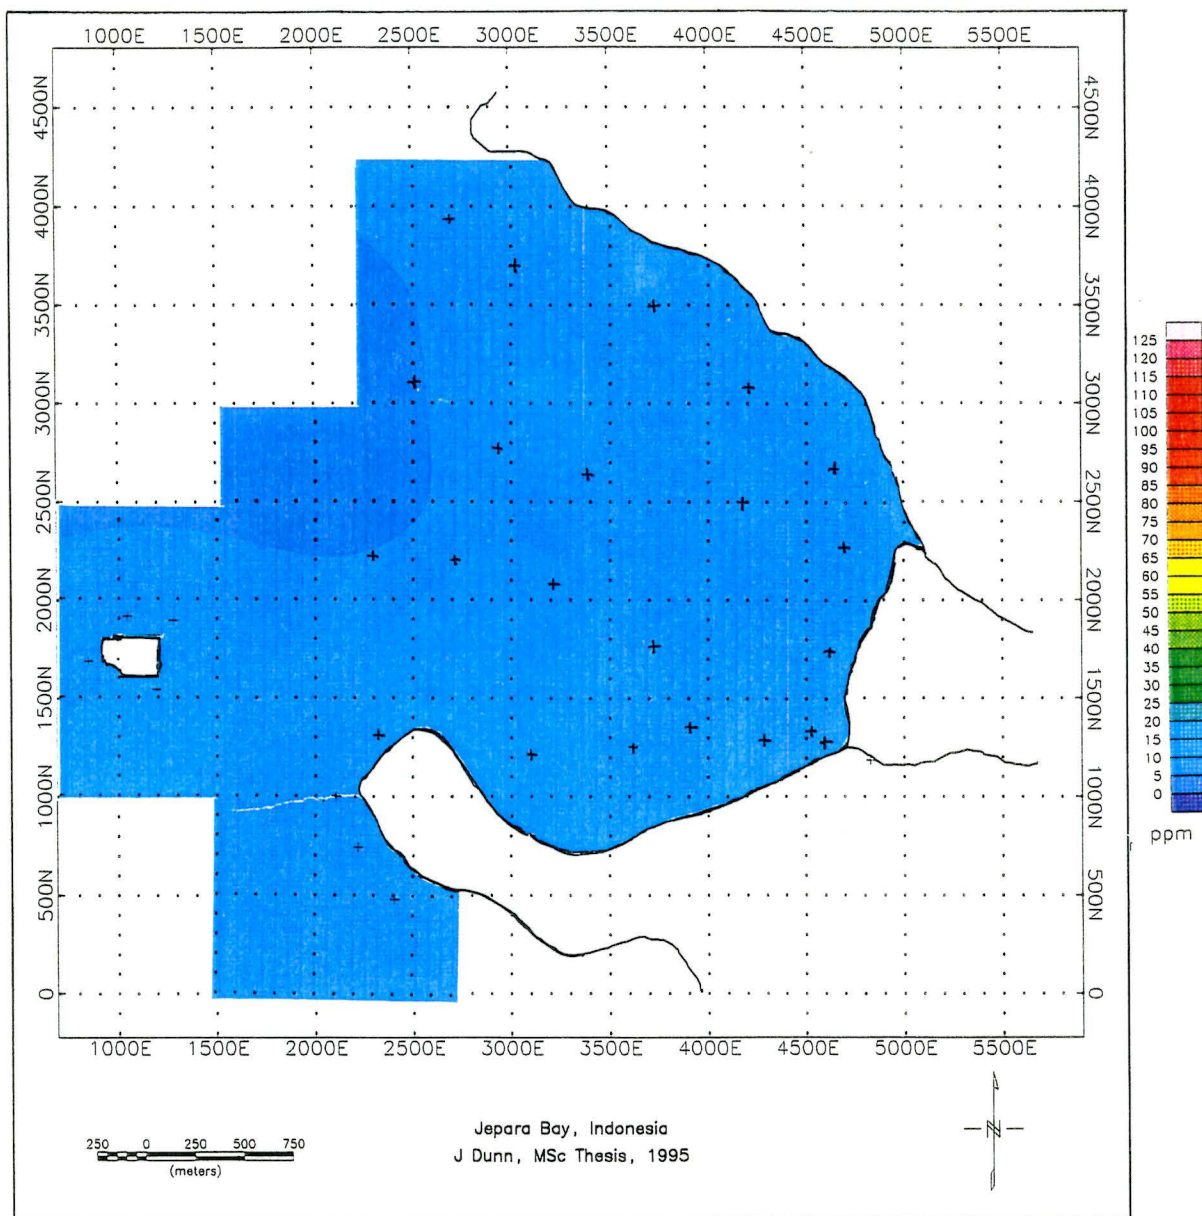 1000E 1500E 2000E 2500E 3000E 3500E 4000E 4500E 5000E 5500E
4500N 4500N
4000N 4000N
3500N 3500N
3000N 3000N
2500N 2500N
2000N 2000N
1500N 1500N
1000N 1000N
500N 500N
0 0
1000E 1500E 2000E 2500E 3000E 3500E 4000E 4500E 5000E 5500E
125
120
115
110
105
100
95
90
85
80
75
70
65
60
55
50
45
40
35
30
25
20
15
10
5
0
ppm
250 0 250 500 750
(meters)
Jepara Bay, Indonesia
J Dunn, MSc Thesis, 1995
N